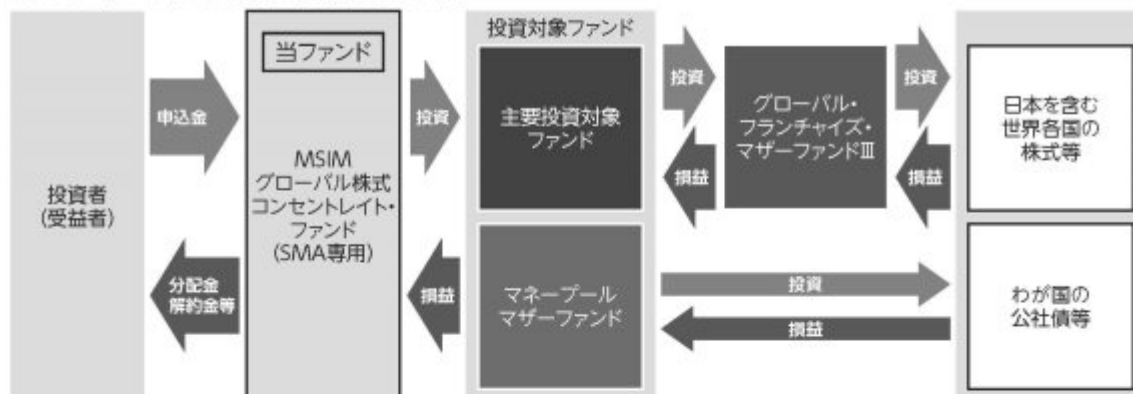 投資者
(受益者)
申込金
分配金
解約金等
当ファンド
MSIM
グローバル株式
コンセントレイト・
ファンド
(SMA専用)
投資
損益
投資対象ファンド
主要投資対象
ファンド
マネープール
マザーファンド
投資
損益
グローバル・
フランチャイズ・
マザーファンドⅢ
投資
損益
投資
損益
日本を含む
世界各国の
株式等
わが国の
公社債等